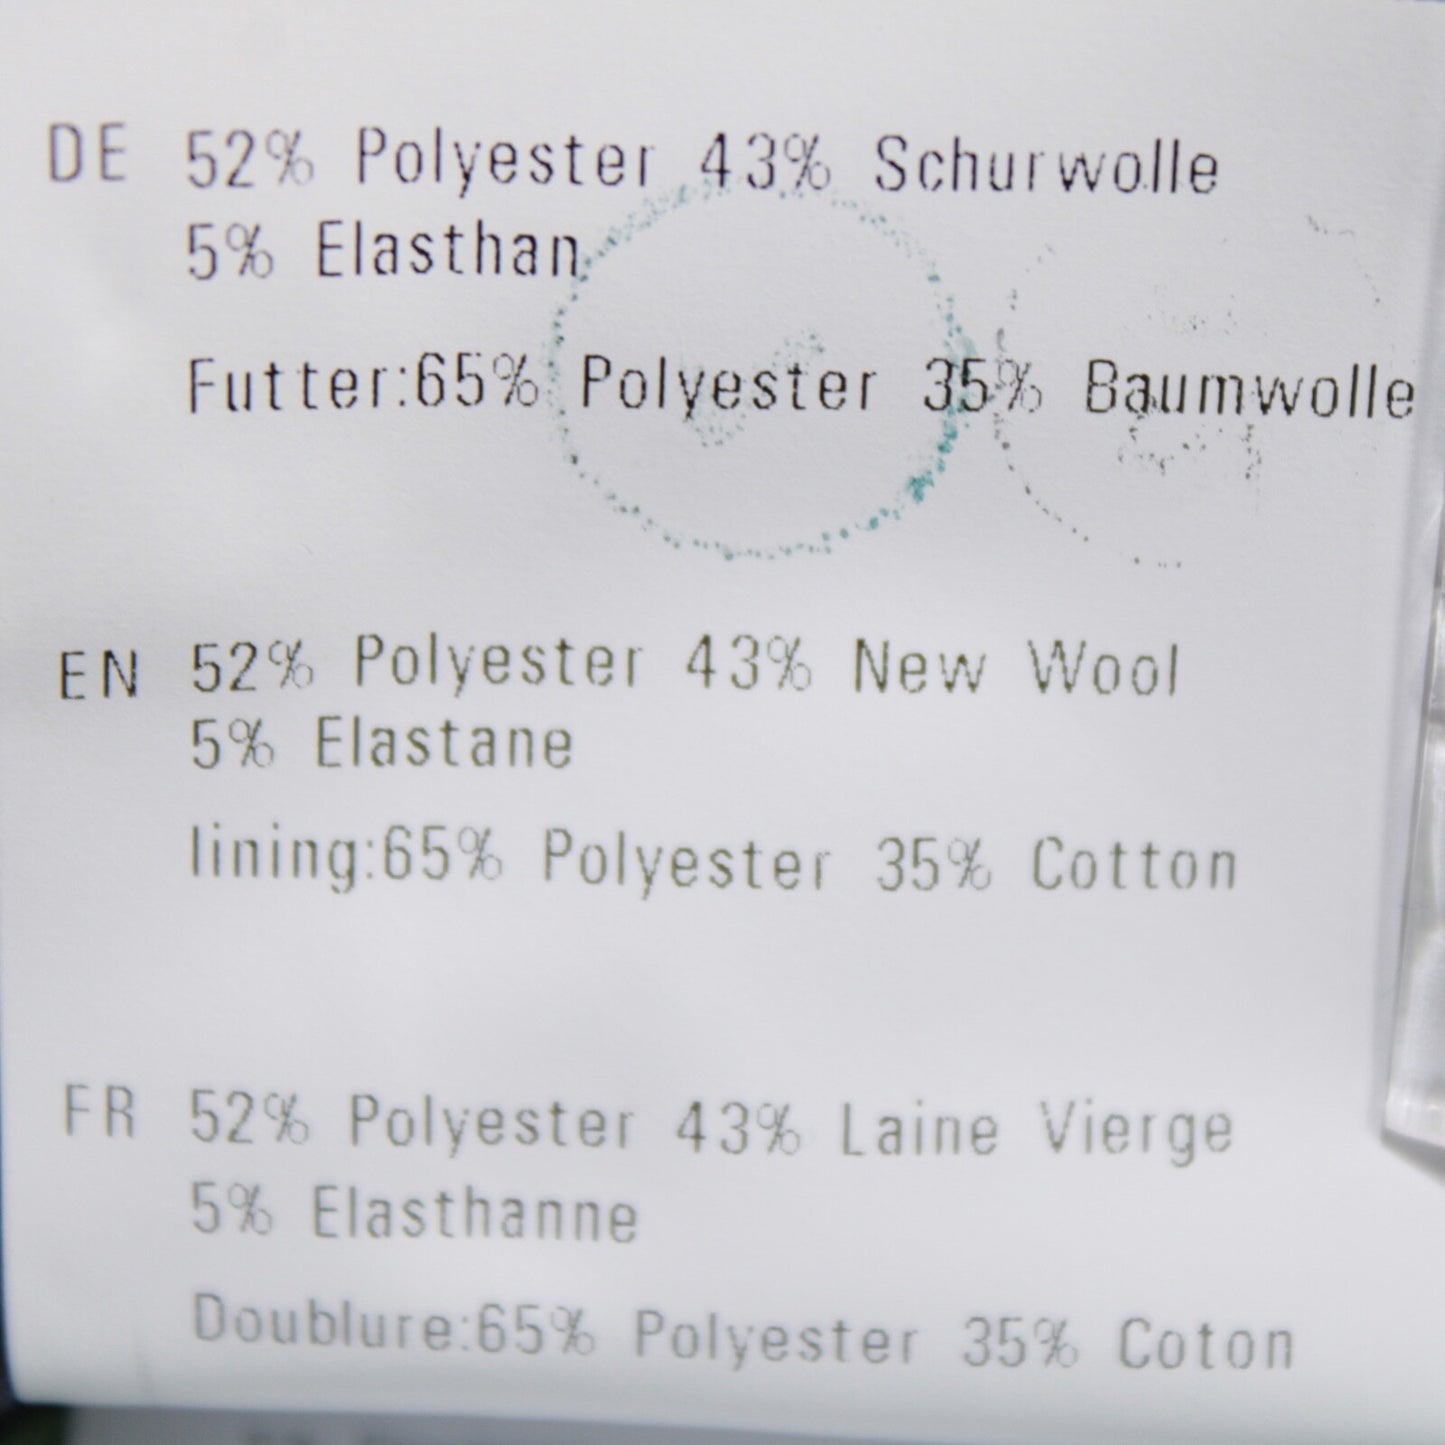 DE 52% Polyester 43% Schurwolle
5% Elasthan
Futter:65% Polyester 35% Baumwolle
EN 52% Polyester 43% New Wool
5% Elastane
lining:65% Polyester 35% Cotton
FR 52% Polyester 43% Laine Vierge
5% Elasthanne
Doublure:65% Polyester 35% Coton